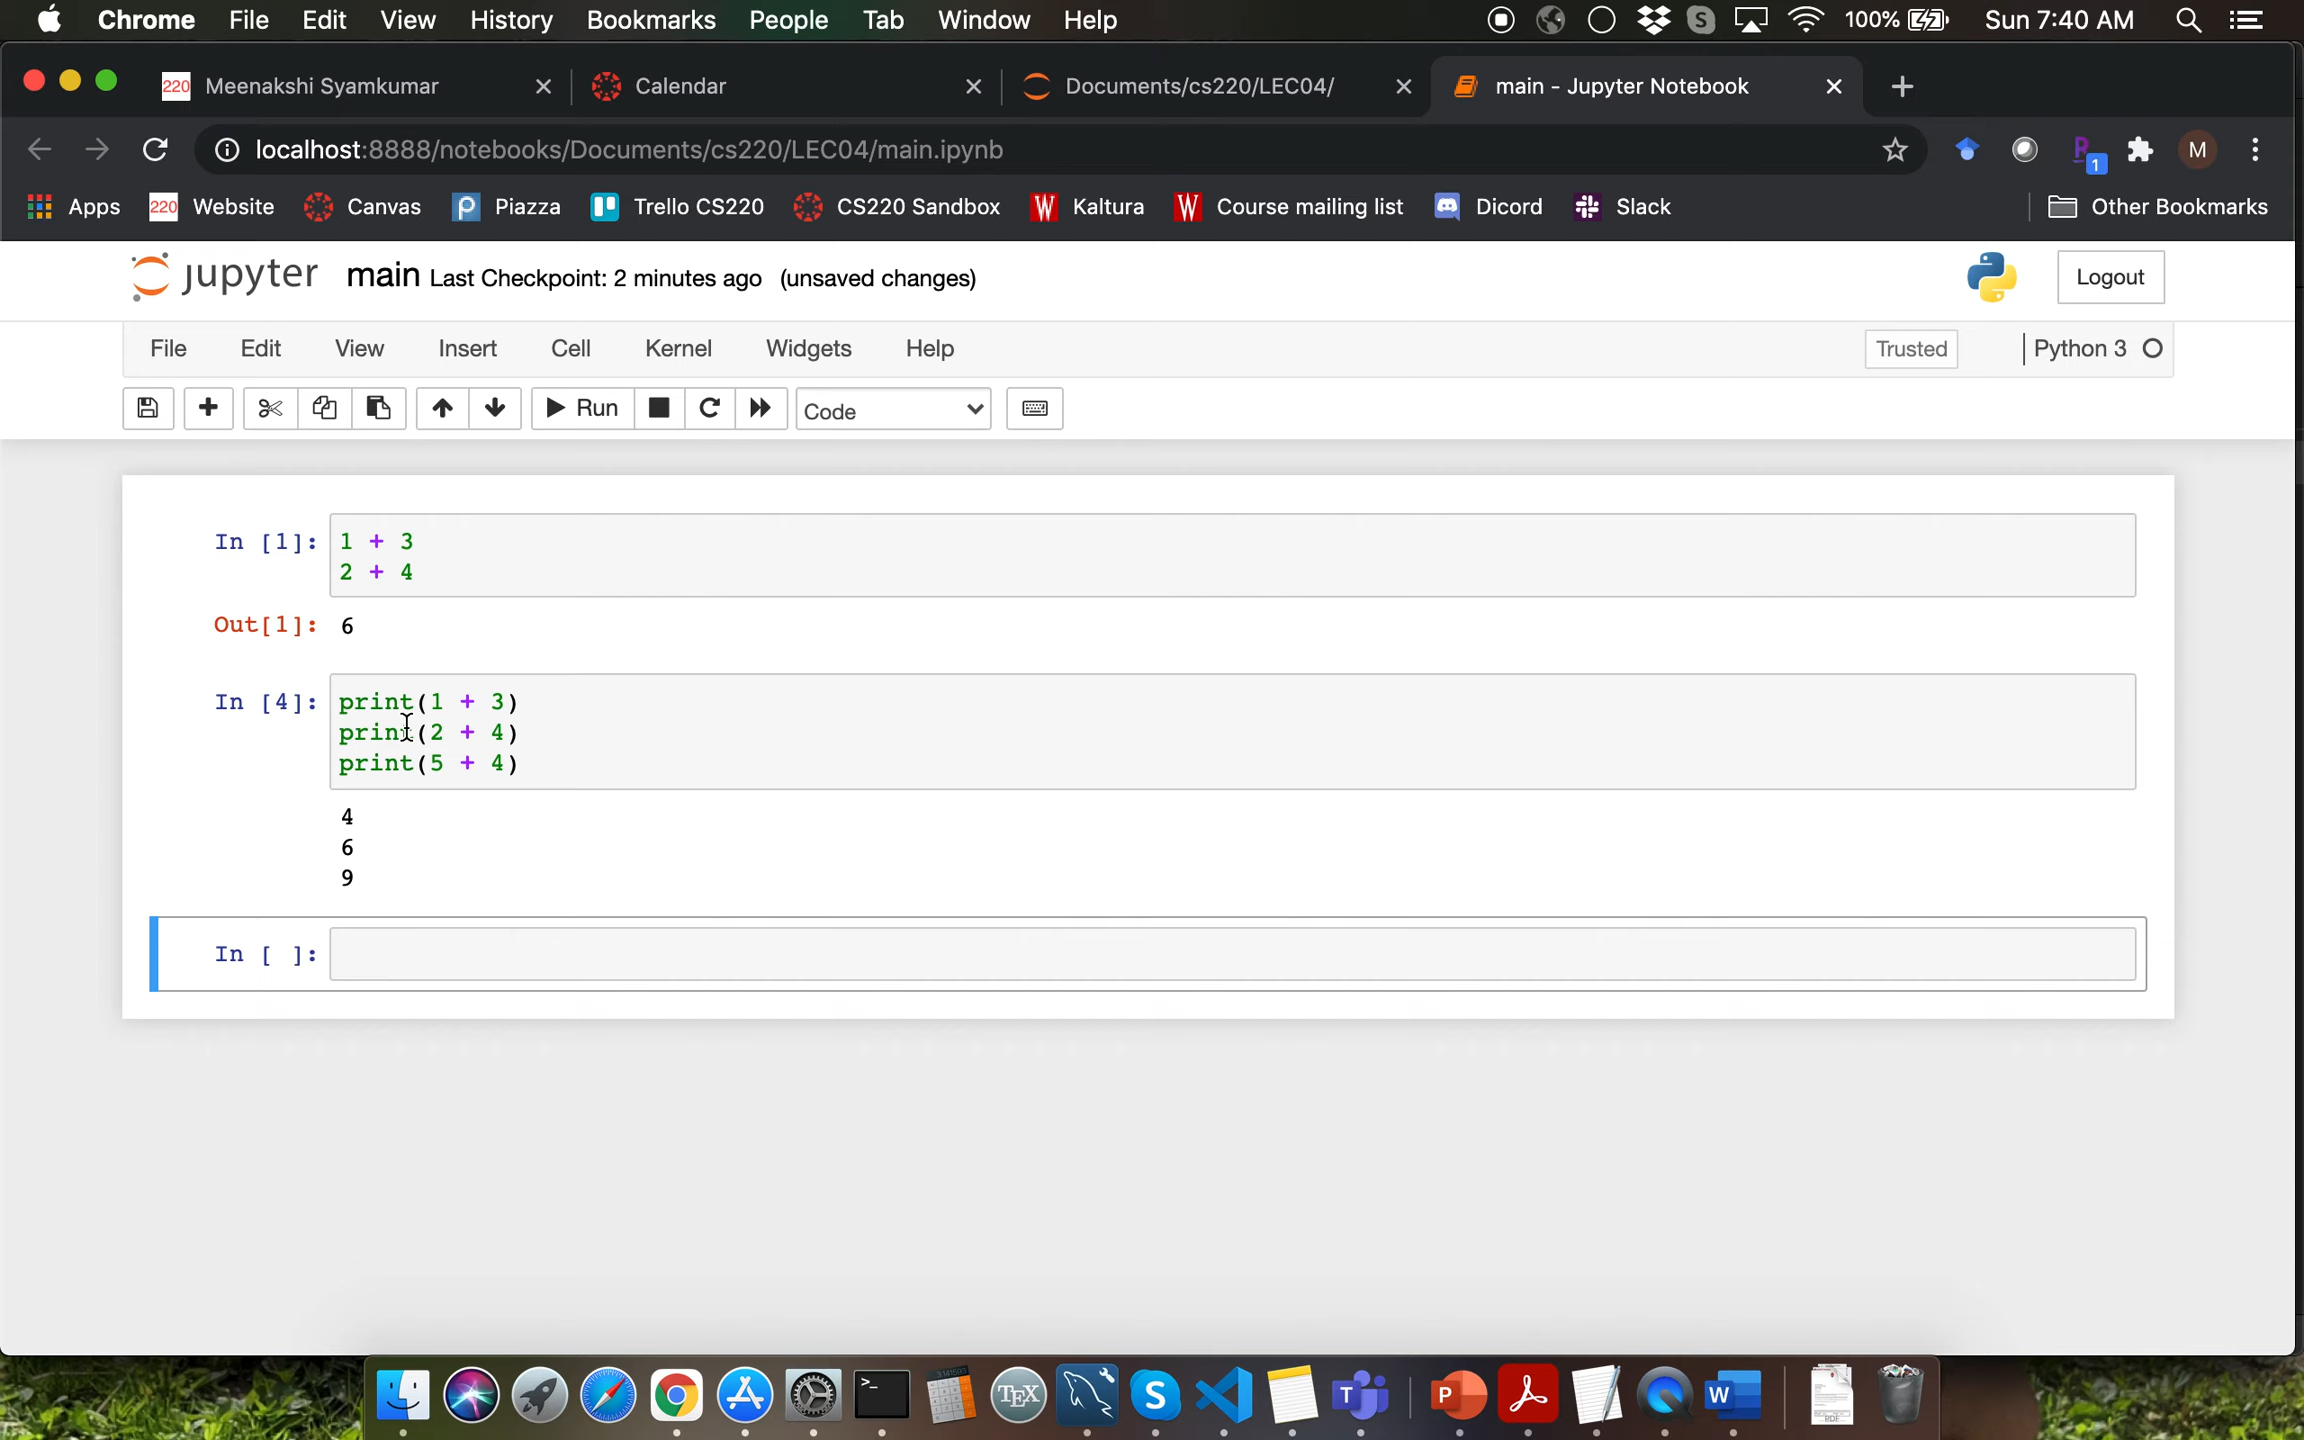 Chrome File Edit View History Bookmarks People Tab Window Help 100% Sun 7:40 AM
220 Meenakshi Syamkumar Calendar Documents/cs220/LEC04/ main - Jupyter Notebook
localhost:8888/notebooks/Documents/cs220/LEC04/main.ipynb 1 M
Apps 220 Website Canvas Piazza Trello CS220 CS220 Sandbox W Kaltura W Course mailing list Dicord Slack Other Bookmarks
jupyter main Last Checkpoint: 2 minutes ago (unsaved changes) Logout
File Edit View Insert Cell Kernel Widgets Help Trusted Python 3
Run Code
In [1]: 1 + 3
2 + 4
Out[1]: 6
In [4]: print(1 + 3)
print(2 + 4)
print(5 + 4)
4
6
9
In [ ]:
>_ TEX S T P W PDF